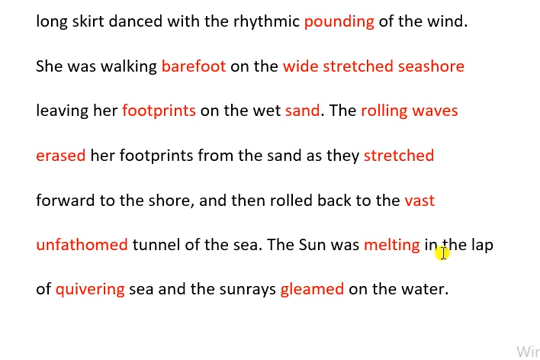 long skirt danced with the rhythmic pounding of the wind.
She was walking barefoot on the wide stretched seashore
leaving her footprints on the wet sand. The rolling waves
erased her footprints from the sand as they stretched
forward to the shore, and then rolled back to the vast
unfathomed tunnel of the sea. The Sun was melting in the lap
of quivering sea and the sunrays gleamed on the water.
Wir